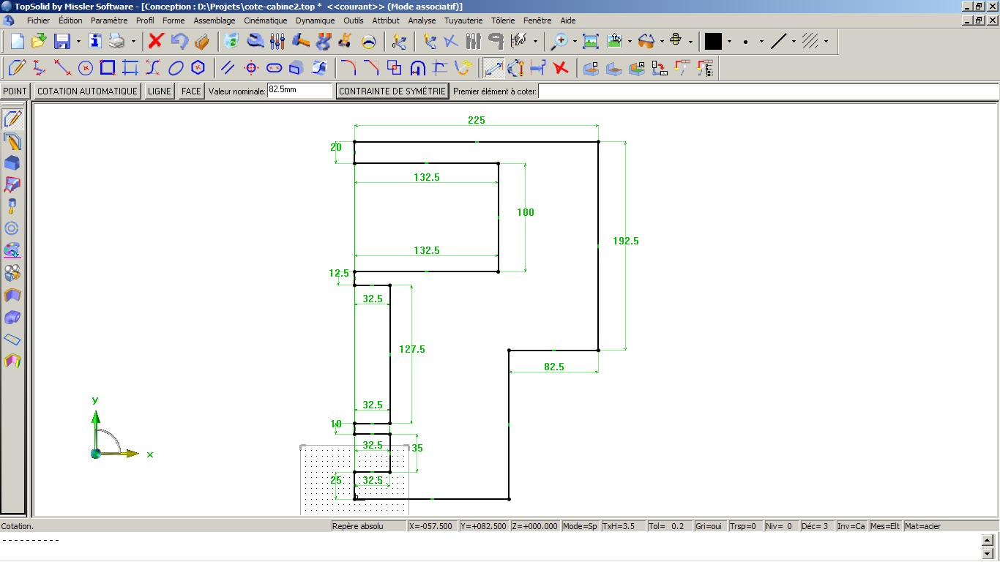 TopSolid by Missler Software - [Conception : D:\Projets\cote-cabine2.top * <<courant>> (Mode associatif)]
Fichier Édition Paramètre Profil Forme Assemblage Cinématique Dynamique Outils Attribut Analyse Tuyauterie Tôlerie Fenêtre Aide
POINT COTATION AUTOMATIQUE LIGNE FACE Valeur nominale: 82.5mm CONTRAINTE DE SYMÉTRIE Premier élément à coter:
225
20
132.5
100
192.5
132.5
12.5
32.5
127.5
82.5
32.5
y
10
32.5
35
x
25
32.5
Cotation. Repère absolu X=-057.500 Y=+082.500 Z=+000.000 Mode=Sp TxH=3.5 Tol= 0.2 Gri=oui Trsp=0 Niv= 0 Déc= 3 Inv=Ca Mes=Elt Mat=acier
----------